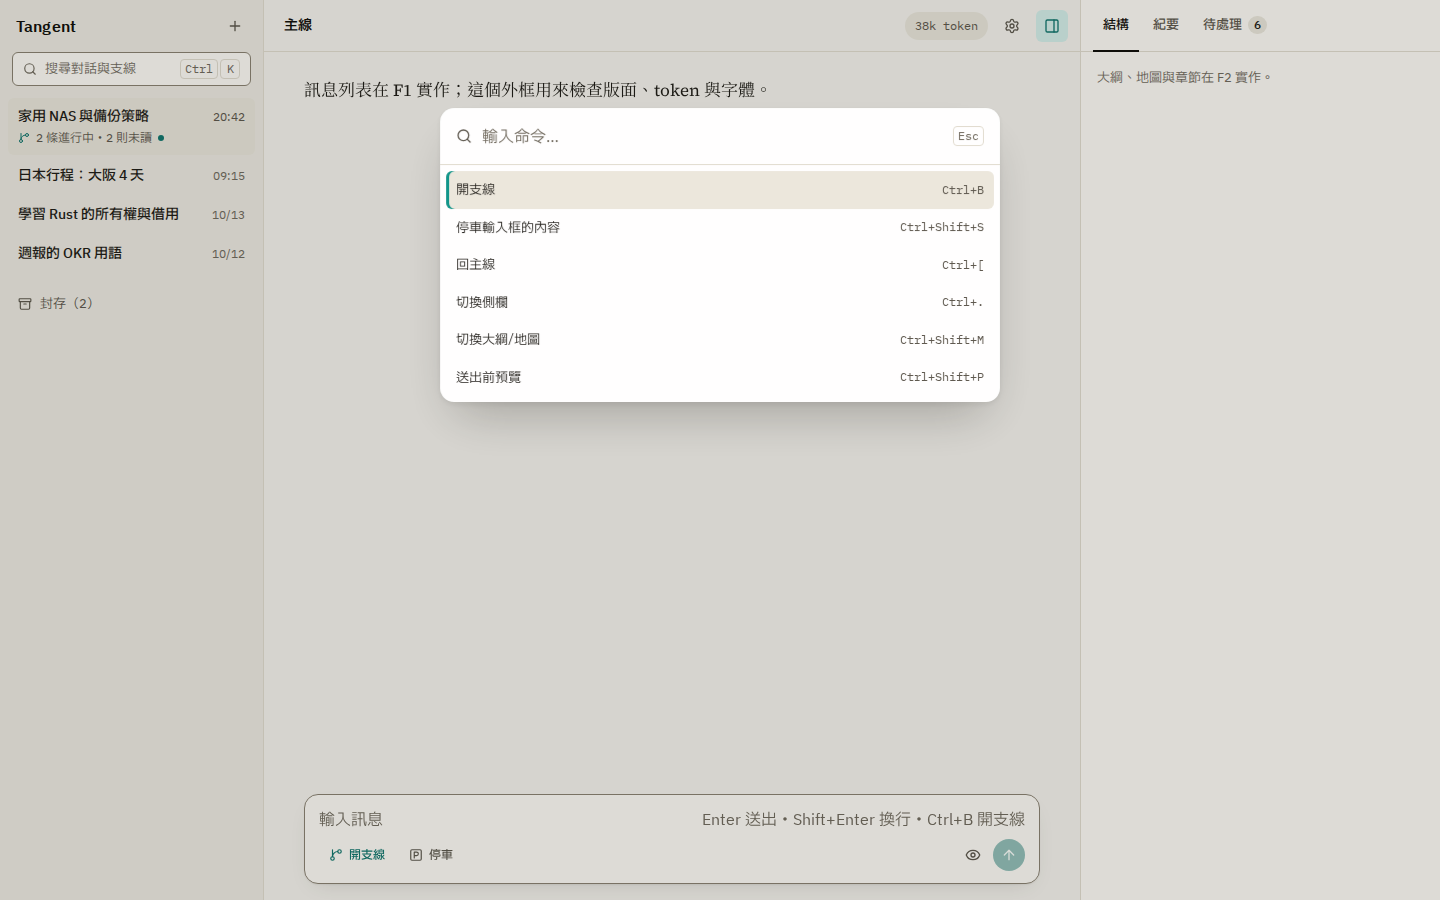 Tangent
搜尋對話與支線 Ctrl K
家用 NAS 與備份策略 20:42
2 條進行中・2 則未讀
日本行程：大阪 4 天 09:15
學習 Rust 的所有權與借用 10/13
週報的 OKR 用語 10/12
封存（2）
主線 38k token
訊息列表在 F1 實作；這個外框用來檢查版面、token 與字體。
輸入命令... Esc
開支線 Ctrl+B
停車輸入框的內容 Ctrl+Shift+S
回主線 Ctrl+[
切換側欄 Ctrl+.
切換大綱/地圖 Ctrl+Shift+M
送出前預覽 Ctrl+Shift+P
輸入訊息 Enter 送出・Shift+Enter 換行・Ctrl+B 開支線
開支線 停車
結構 紀要 待處理 6
大綱、地圖與章節在 F2 實作。